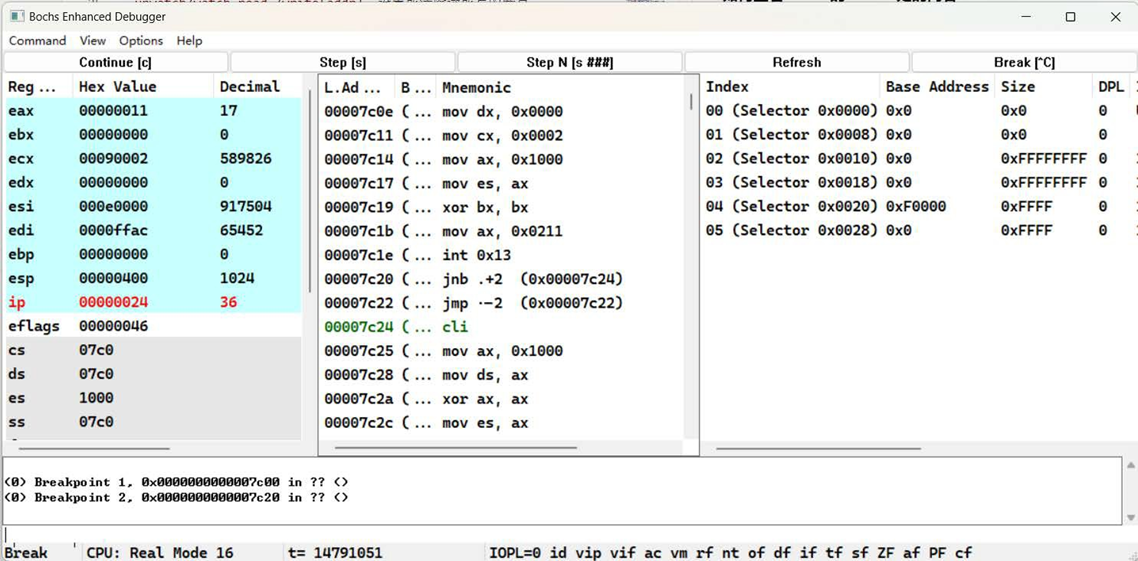 Bochs Enhanced Debugger
Command View Options Help
Continue [c] Step [s] Step N [s ###] Refresh Break [^C]
Reg ... Hex Value Decimal
eax 00000011 17
ebx 00000000 0
ecx 00090002 589826
edx 00000000 0
esi 000e0000 917504
edi 0000ffac 65452
ebp 00000000 0
esp 00000400 1024
ip 00000024 36
eflags 00000046
cs 07c0
ds 07c0
es 1000
ss 07c0
L.Ad ... B ... Mnemonic
00007c0e ( ... mov dx, 0x0000
00007c11 ( ... mov cx, 0x0002
00007c14 ( ... mov ax, 0x1000
00007c17 ( ... mov es, ax
00007c19 ( ... xor bx, bx
00007c1b ( ... mov ax, 0x0211
00007c1e ( ... int 0x13
00007c20 ( ... jnb .+2 (0x00007c24)
00007c22 ( ... jmp .-2 (0x00007c22)
00007c24 ( ... cli
00007c25 ( ... mov ax, 0x1000
00007c28 ( ... mov ds, ax
00007c2a ( ... xor ax, ax
00007c2c ( ... mov es, ax
Index Base Address Size DPL
00 (Selector 0x0000) 0x0 0x0 0
01 (Selector 0x0008) 0x0 0x0 0
02 (Selector 0x0010) 0x0 0xFFFFFFFF 0
03 (Selector 0x0018) 0x0 0xFFFFFFFF 0
04 (Selector 0x0020) 0xF0000 0xFFFF 0
05 (Selector 0x0028) 0x0 0xFFFF 0
(0) Breakpoint 1, 0x0000000000007c00 in ?? ()
(0) Breakpoint 2, 0x0000000000007c20 in ?? ()
Break CPU: Real Mode 16 t= 14791051 IOPL=0 id vip vif ac vm rf nt of df if tf sf ZF af PF cf